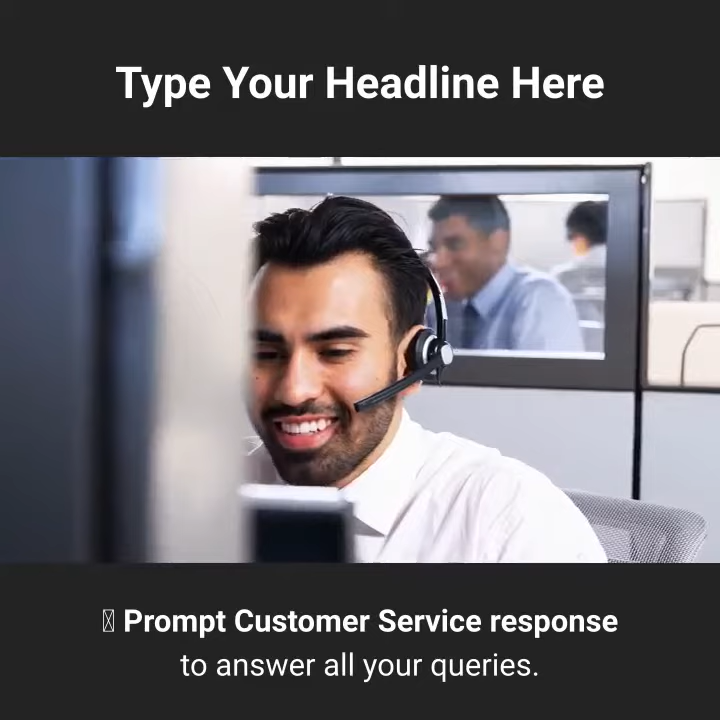 Type Your Headline Here
Prompt Customer Service response
to answer all your queries.